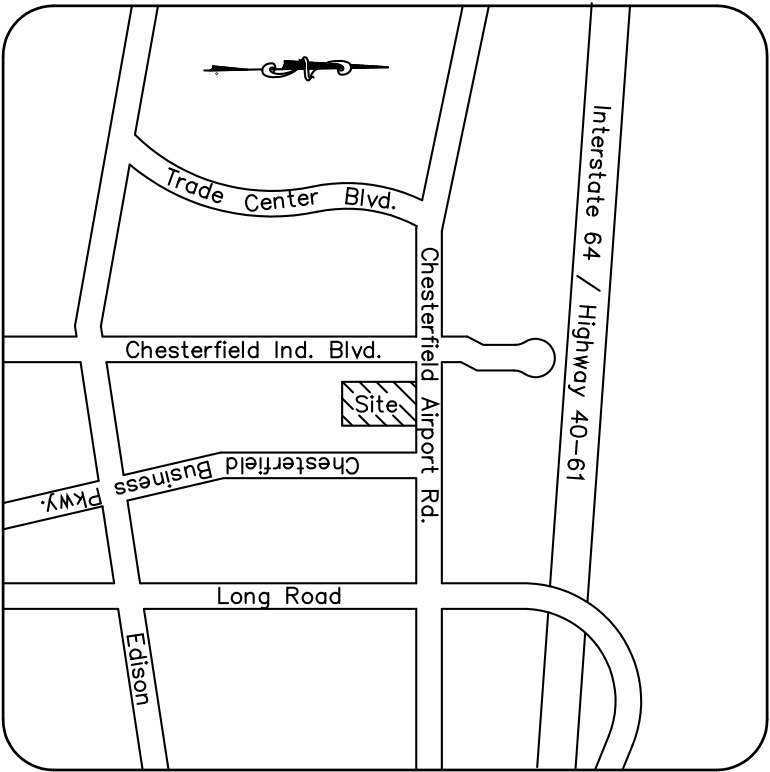 Trade Center Blvd.
Interstate 64 / Highway 40-61
Chesterfield Airport Rd.
Chesterfield Ind. Blvd.
Site
Chesterfield Business Pkwy.
Long Road
Edison